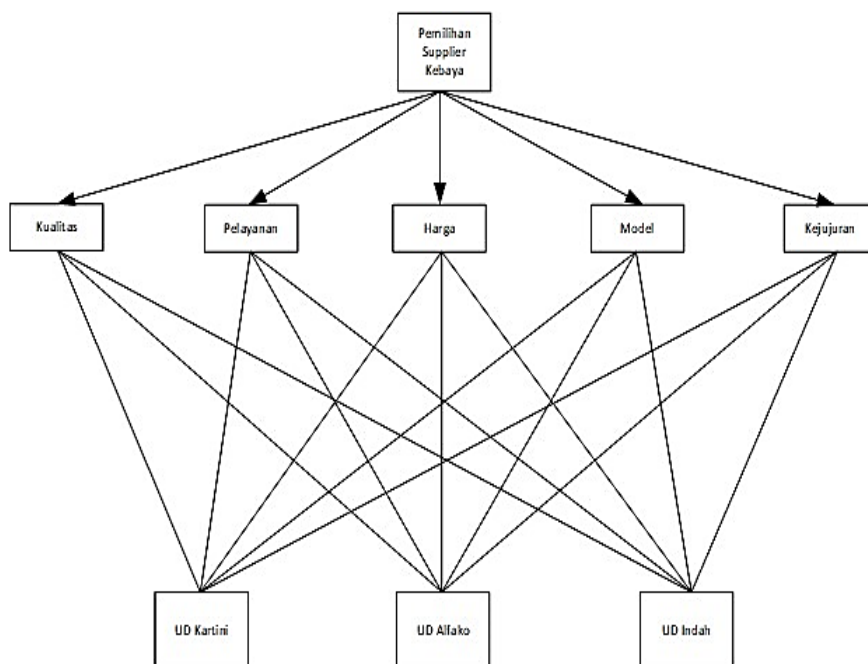 Pemilihan
Supplier
Kebaya
Kualitas
Pelayanan
Harga
Model
Kejujuran
UD Kartini
UD Alfako
UD Indah